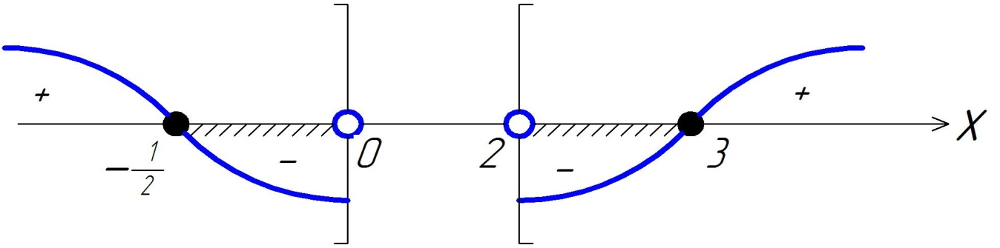 + +
X
0 2 3
-1/2 - -